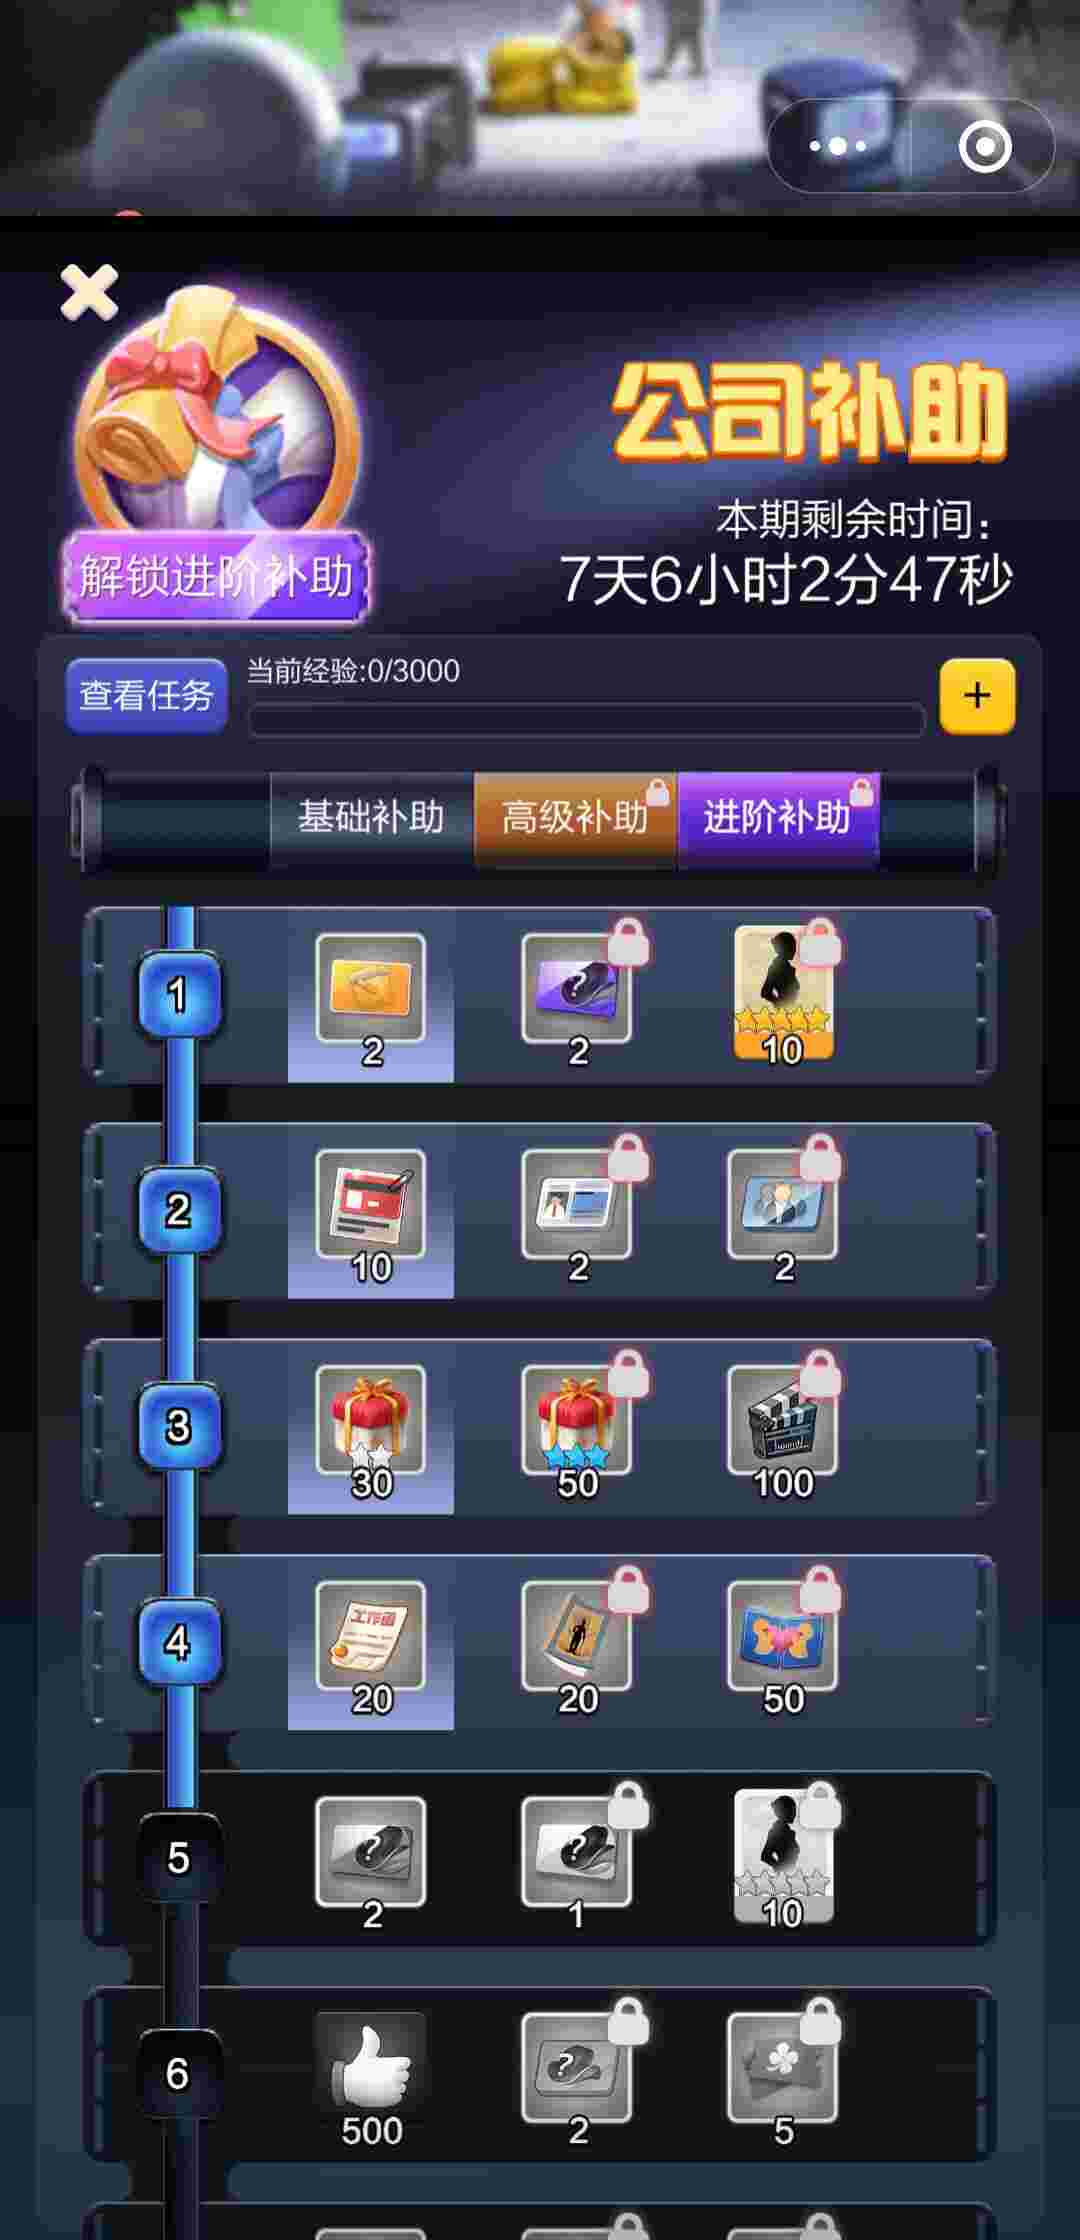 公司补助
本期剩余时间：
7天6小时2分47秒
解锁进阶补助
查看任务
当前经验:0/3000
+
基础补助 高级补助 进阶补助
1
?
2 2 10
2
10 2 2
3
30 50 100
4
工作函
20 20 50
5
? ?
2 1 10
6
?
500 2 5